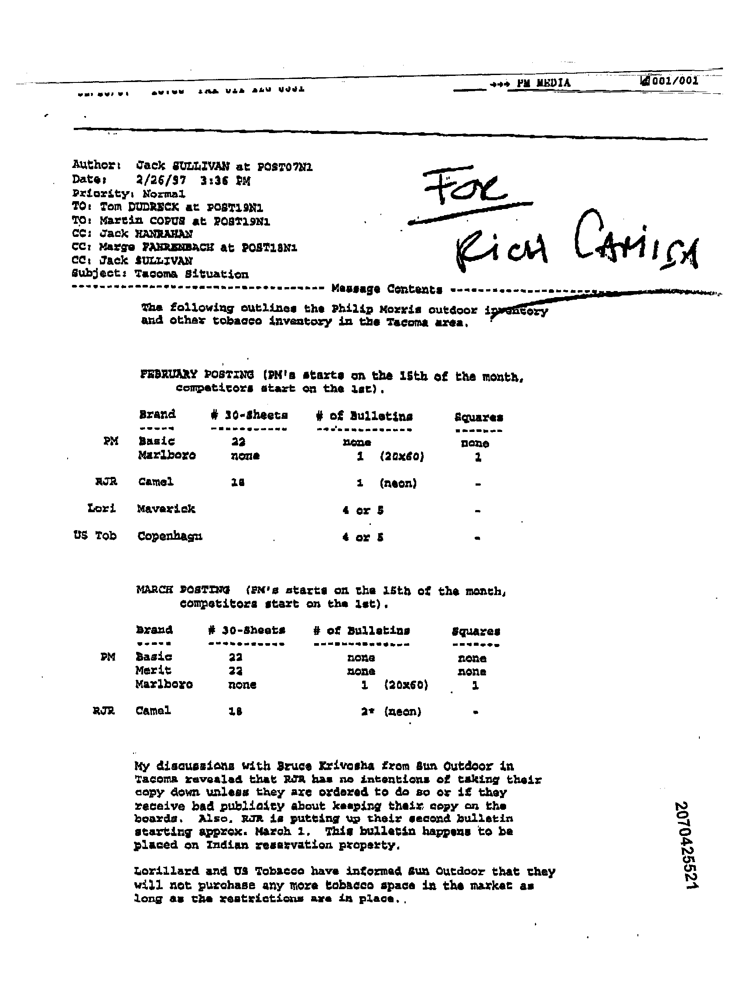 +++ PM MEDIA 001/001
Author: Jack SULLIVAN at POST07N1
Date: 2/26/97 3:36 PM
Priority: Normal
TO: Tom DUDRECK at POST19N1
TO: Martin COPUS at POST19N1
CC: Jack HANRAHAN
CC: Marge FAHRENBACH at POST18N1
CC: Jack SULLIVAN
Subject: Tacoma Situation
FOR
RICH CAMISA
---------------------------------- Message Contents ----------------------------------
The following outlines the Philip Morris outdoor inventory
and other tobacco inventory in the Tacoma area.
FEBRUARY POSTING (PM's starts on the 15th of the month,
competitors start on the 1st).
Brand # 30-Sheets # of Bulletins Squares
----- ----------- -------------- -------
PM Basic 22 none none
Marlboro none 1 (20x60) 1
RJR Camel 18 1 (neon) -
Lori Maverick 4 or 5 -
US Tob Copenhagn 4 or 5 -
MARCH POSTING (PM's starts on the 15th of the month,
competitors start on the 1st).
Brand # 30-Sheets # of Bulletins Squares
----- ----------- -------------- -------
PM Basic 22 none none
Merit 22 none none
Marlboro none 1 (20x60) 1
RJR Camel 18 2* (neon) -
My discussions with Bruce Krivosha from Sun Outdoor in
Tacoma revealed that RJR has no intentions of taking their
copy down unless they are ordered to do so or if they
receive bad publicity about keeping their copy on the
boards. Also, RJR is putting up their second bulletin
starting approx. March 1. This bulletin happens to be
placed on Indian reservation property.
Lorillard and US Tobacco have informed Sun Outdoor that they
will not purchase any more tobacco space in the market as
long as the restrictions are in place..
2070425521